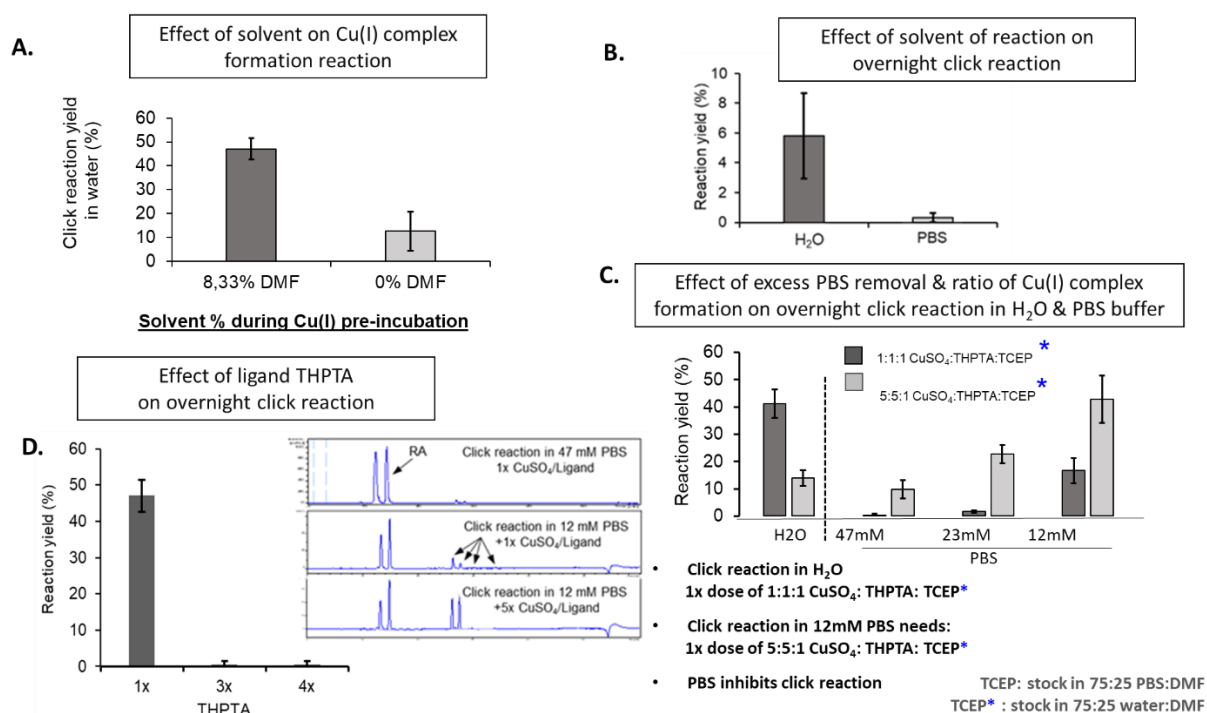 A.
Effect of solvent on Cu(I) complex
formation reaction
Click reaction yield
in water (%)
60
50
40
30
20
10
0
8,33% DMF
0% DMF
Solvent % during Cu(I) pre-incubation
B.
Effect of solvent of reaction on
overnight click reaction
Reaction yield (%)
10
8
6
4
2
0
H₂O
PBS
C.
Effect of excess PBS removal & ratio of Cu(I) complex
formation on overnight click reaction in H₂O & PBS buffer
Reaction yield (%)
60
50
40
30
20
10
0
1:1:1 CuSO₄:THPTA:TCEP *
5:5:1 CuSO₄:THPTA:TCEP *
H2O
47mM
23mM
12mM
PBS
• Click reaction in H₂O
1x dose of 1:1:1 CuSO₄: THPTA: TCEP*
• Click reaction in 12mM PBS needs:
1x dose of 5:5:1 CuSO₄: THPTA: TCEP*
• PBS inhibits click reaction
TCEP: stock in 75:25 PBS:DMF
TCEP* : stock in 75:25 water:DMF
Effect of ligand THPTA
on overnight click reaction
D.
Reaction yield (%)
60
50
40
30
20
10
0
1x
3x
4x
THPTA
RA
Click reaction in 47 mM PBS
1x CuSO₄/Ligand
Click reaction in 12 mM PBS
+1x CuSO₄/Ligand
Click reaction in 12 mM PBS
+5x CuSO₄/Ligand